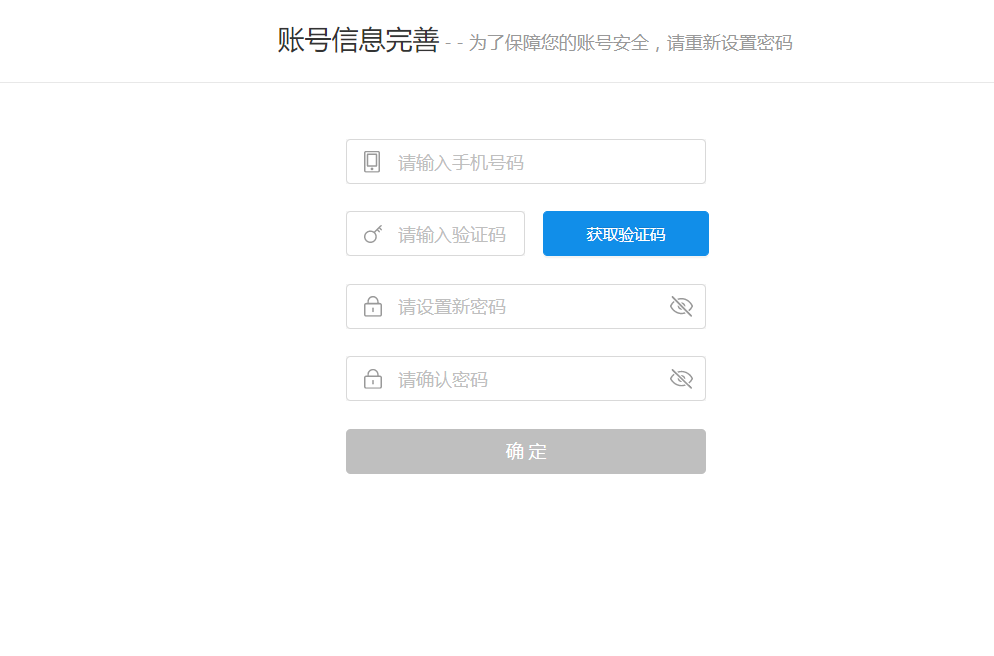 账号信息完善 - - 为了保障您的账号安全，请重新设置密码
请输入手机号码
请输入验证码 获取验证码
请设置新密码
请确认密码
确 定